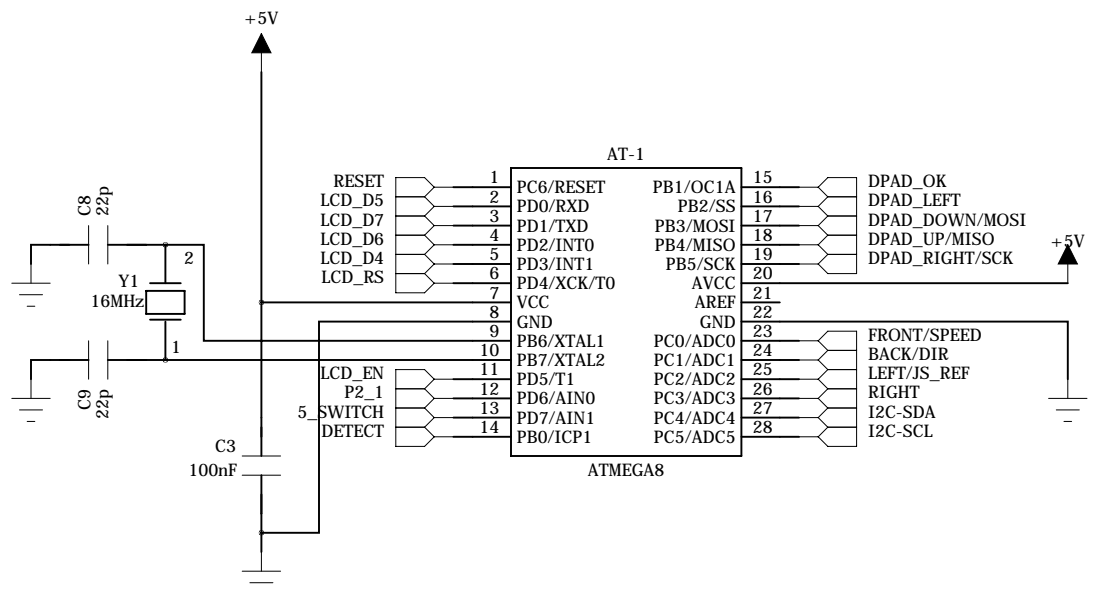 +5V
AT-1
RESET 1 PC6/RESET PB1/OC1A 15 DPAD_OK
LCD_D5 2 PD0/RXD PB2/SS 16 DPAD_LEFT
LCD_D7 3 PD1/TXD PB3/MOSI 17 DPAD_DOWN/MOSI
LCD_D6 4 PD2/INT0 PB4/MISO 18 DPAD_UP/MISO
LCD_D4 5 PD3/INT1 PB5/SCK 19 DPAD_RIGHT/SCK
LCD_RS 6 PD4/XCK/T0 AVCC 20 +5V
7 VCC AREF 21
8 GND GND 22
9 PB6/XTAL1 PC0/ADC0 23 FRONT/SPEED
10 PB7/XTAL2 PC1/ADC1 24 BACK/DIR
LCD_EN 11 PD5/T1 PC2/ADC2 25 LEFT/JS_REF
P2_1 12 PD6/AIN0 PC3/ADC3 26 RIGHT
5_SWITCH 13 PD7/AIN1 PC4/ADC4 27 I2C-SDA
DETECT 14 PB0/ICP1 PC5/ADC5 28 I2C-SCL
ATMEGA8
C8
22p
2
Y1
16MHz
1
C9
22p
C3
100nF